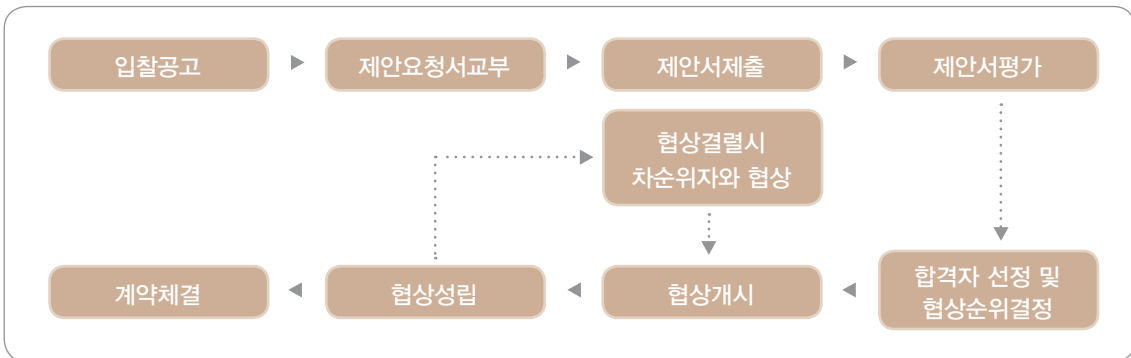 입찰공고
제안요청서교부
제안서제출
제안서평가
협상결렬시
차순위자와 협상
계약체결
협상성립
협상개시
합격자 선정 및
협상순위결정